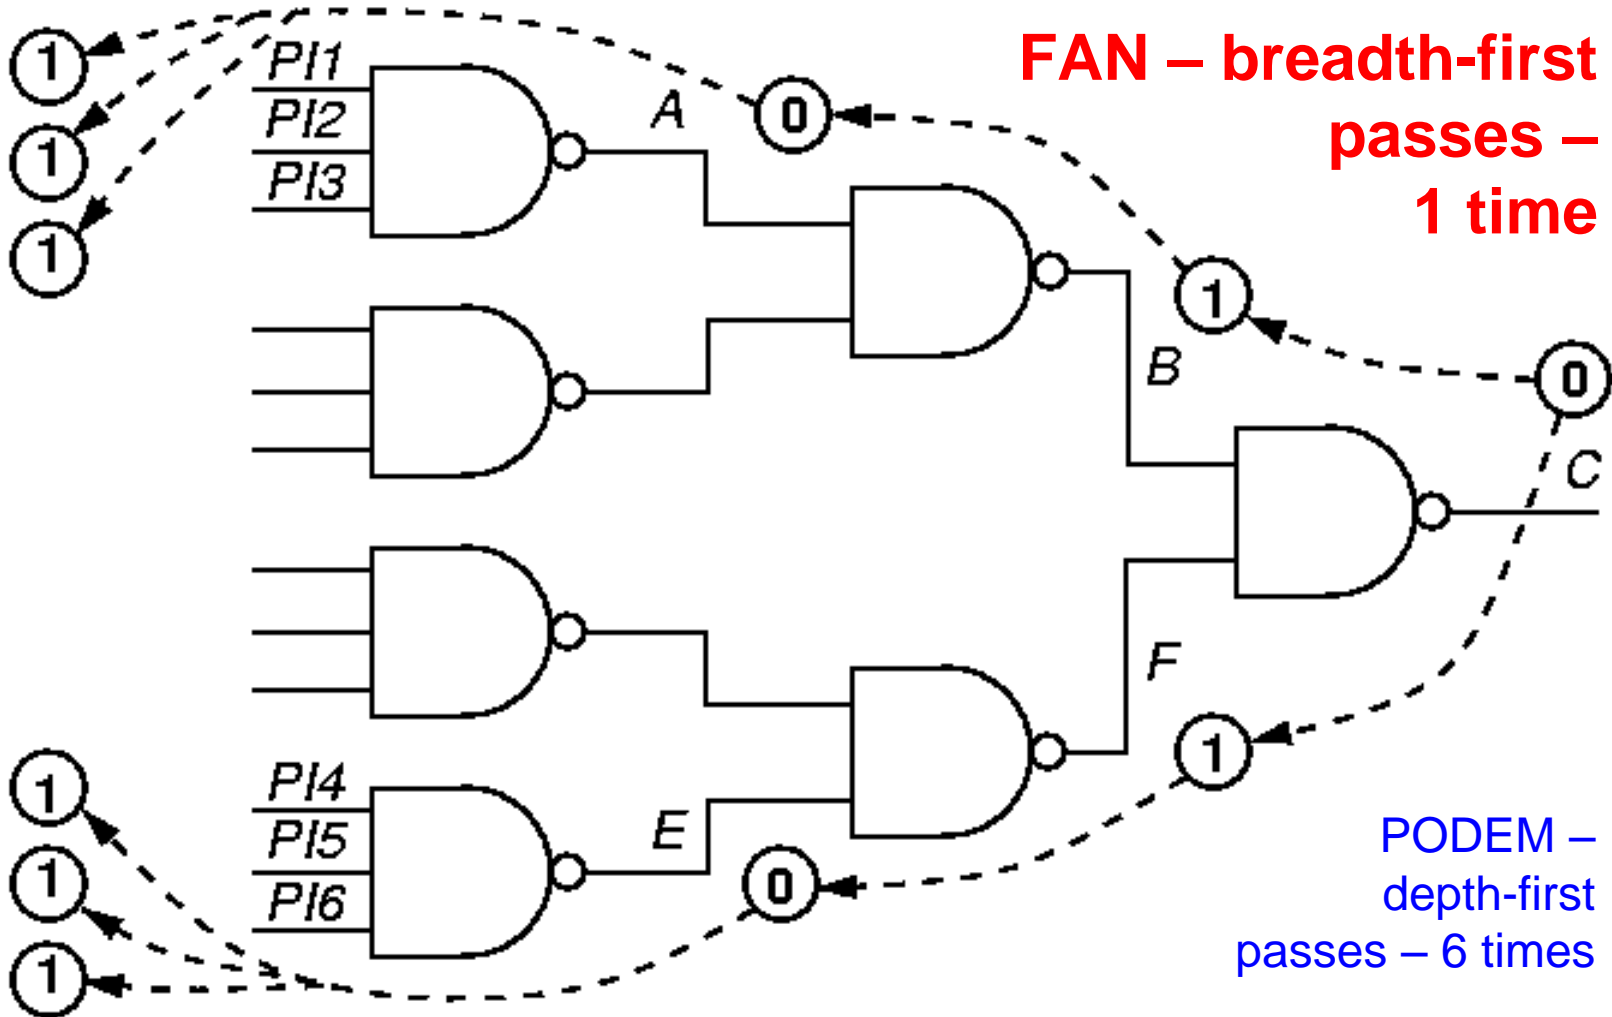 FAN – breadth-first
passes –
1 time
1
PI1
A
0
PI2
1
PI3
1
1
B
0
C
F
1
1
PI4
E
PI5
1
0
PI6
1
PODEM –
depth-first
passes – 6 times